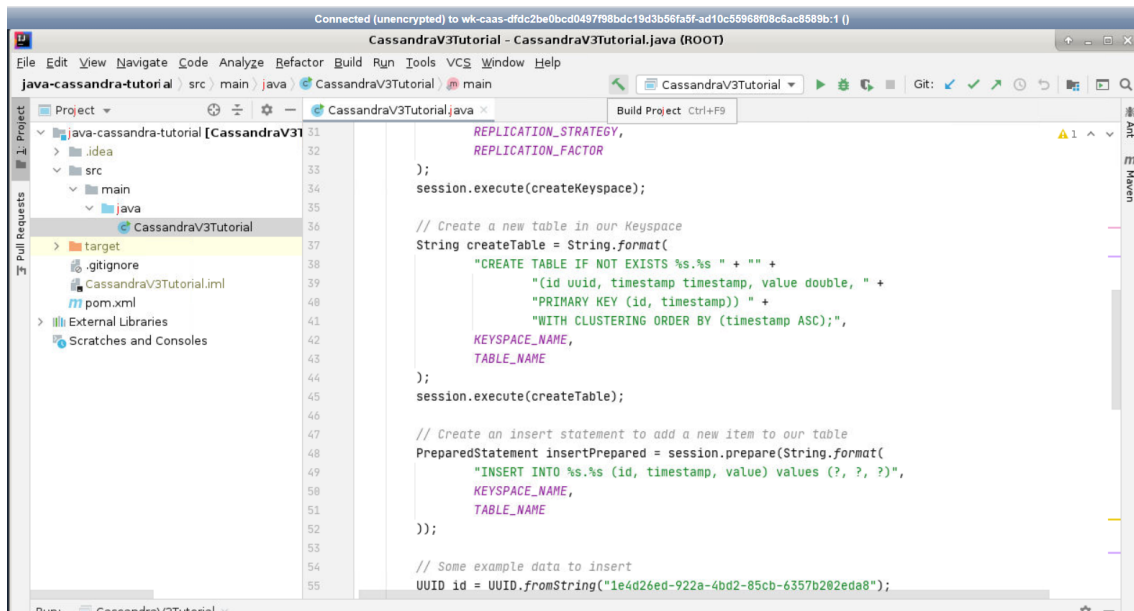 Connected (unencrypted) to wk-caas-dfdc2be0bcd0497f98bdc19d3b56fa5f-ad10c55968f08c6ac8589b:1 ()
CassandraV3Tutorial - CassandraV3Tutorial.java (ROOT)
File Edit View Navigate Code Analyze Refactor Build Run Tools VCS Window Help
java-cassandra-tutorial src main java CassandraV3Tutorial main CassandraV3Tutorial Git:
Project CassandraV3Tutorial.java Build Project Ctrl+F9
1: Project
Pull Requests
java-cassandra-tutorial [CassandraV3T
.idea
src
main
java
CassandraV3Tutorial
target
.gitignore
CassandraV3Tutorial.iml
pom.xml
External Libraries
Scratches and Consoles
31 REPLICATION_STRATEGY,
32 REPLICATION_FACTOR
33 );
34 session.execute(createKeyspace);
35
36 // Create a new table in our Keyspace
37 String createTable = String.format(
38 "CREATE TABLE IF NOT EXISTS %s.%s " + "" +
39 "(id uuid, timestamp timestamp, value double, " +
40 "PRIMARY KEY (id, timestamp)) " +
41 "WITH CLUSTERING ORDER BY (timestamp ASC);",
42 KEYSPACE_NAME,
43 TABLE_NAME
44 );
45 session.execute(createTable);
46
47 // Create an insert statement to add a new item to our table
48 PreparedStatement insertPrepared = session.prepare(String.format(
49 "INSERT INTO %s.%s (id, timestamp, value) values (?, ?, ?)",
50 KEYSPACE_NAME,
51 TABLE_NAME
52 ));
53
54 // Some example data to insert
55 UUID id = UUID.fromString("1e4d26ed-922a-4bd2-85cb-6357b202eda8");
1
Ant
Maven
Run: CassandraV3Tutorial